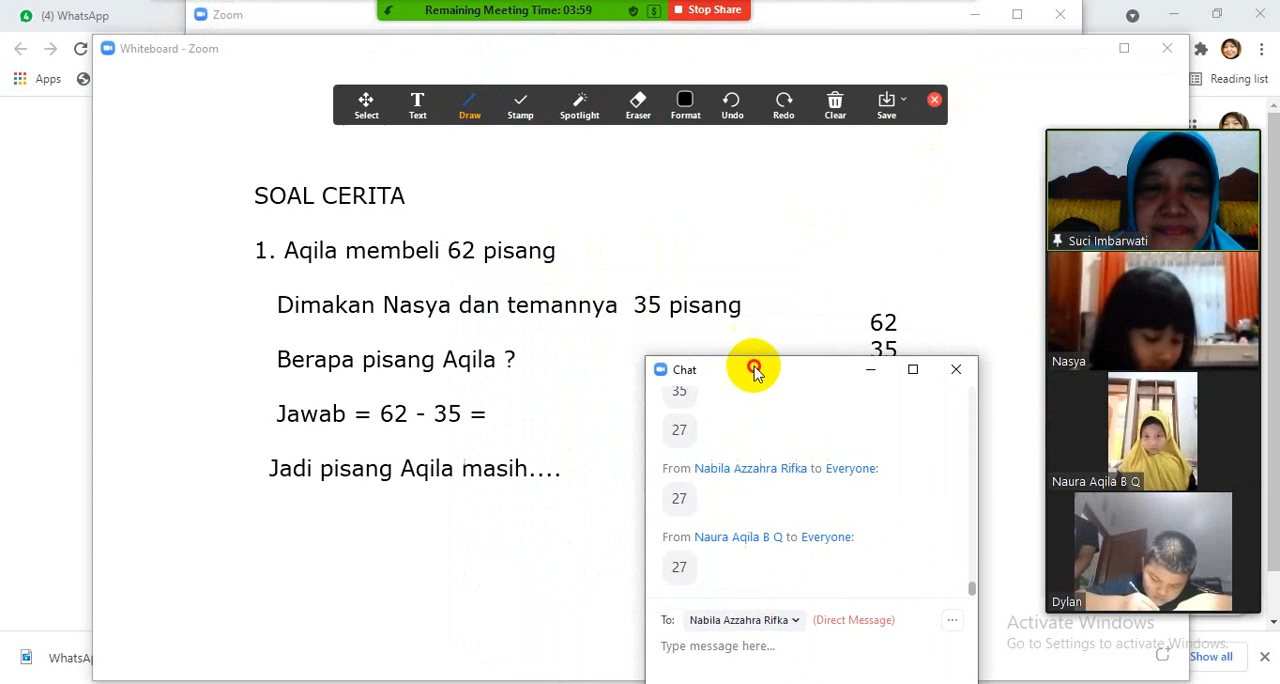 (4) WhatsApp
Zoom
Remaining Meeting Time: 03:59
Stop Share
Whiteboard - Zoom
Apps
Reading list
Select
Text
Draw
Stamp
Spotlight
Eraser
Format
Undo
Redo
Clear
Save
SOAL CERITA
1. Aqila membeli 62 pisang
Dimakan Nasya dan temannya 35 pisang
62
35
Berapa pisang Aqila ?
Jawab = 62 - 35 =
Jadi pisang Aqila masih....
Chat
35
27
From Nabila Azzahra Rifka to Everyone:
27
From Naura Aqila B Q to Everyone:
27
To: Nabila Azzahra Rifka (Direct Message)
Type message here...
Suci Imbarwati
Nasya
Naura Aqila B Q
Dylan
Activate Windows
Go to Settings to activate Windows.
Show all